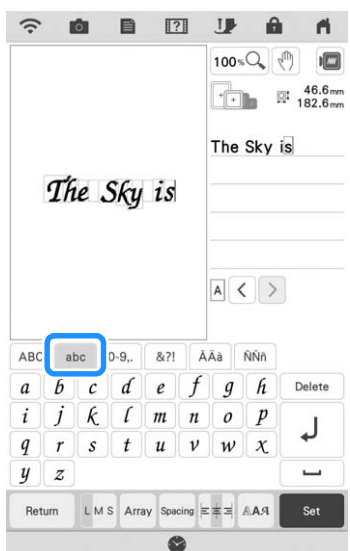 100%
46.6mm
182.6mm
The Sky is
The Sky is
A < >
ABC abc 0-9,. &?! ÄÄà ÑÑñ
a b c d e f g h Delete
i j k l m n o p
q r s t u v w x
y z
Return L M S Array Spacing AAA Set